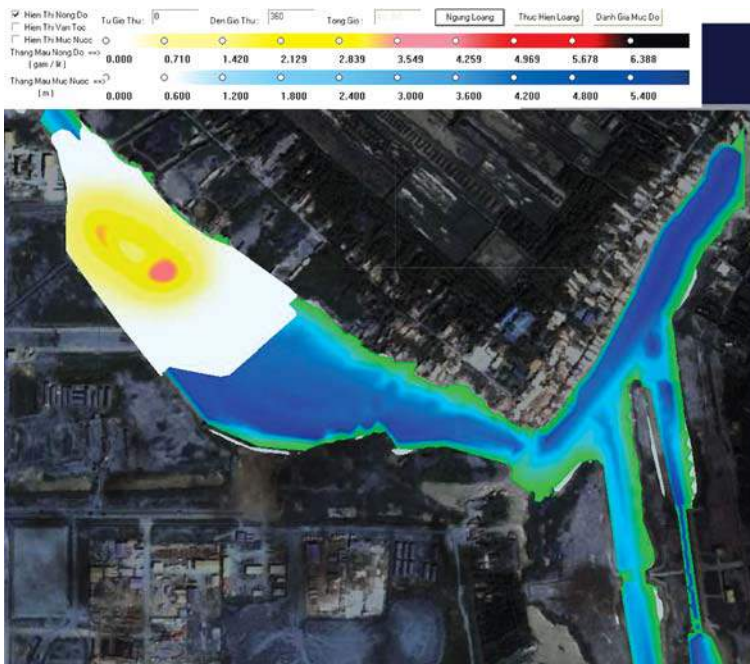 Hien Thi Nong Do
Tu Gio Thu : 0 Den Gio Thu : 360 Tong Gio : Ngung Loang Thuc Hien Loang Danh Gia Muc Do
Hien Thi Van Toc
Hien Thi Muc Nuoc
Thang Mau Nong Do ==>
( gam / lit )
0.000 0.710 1.420 2.129 2.839 3.549 4.259 4.969 5.678 6.388
Thang Mau Muc Nuoc ==>
( m )
0.000 0.600 1.200 1.800 2.400 3.000 3.600 4.200 4.800 5.400